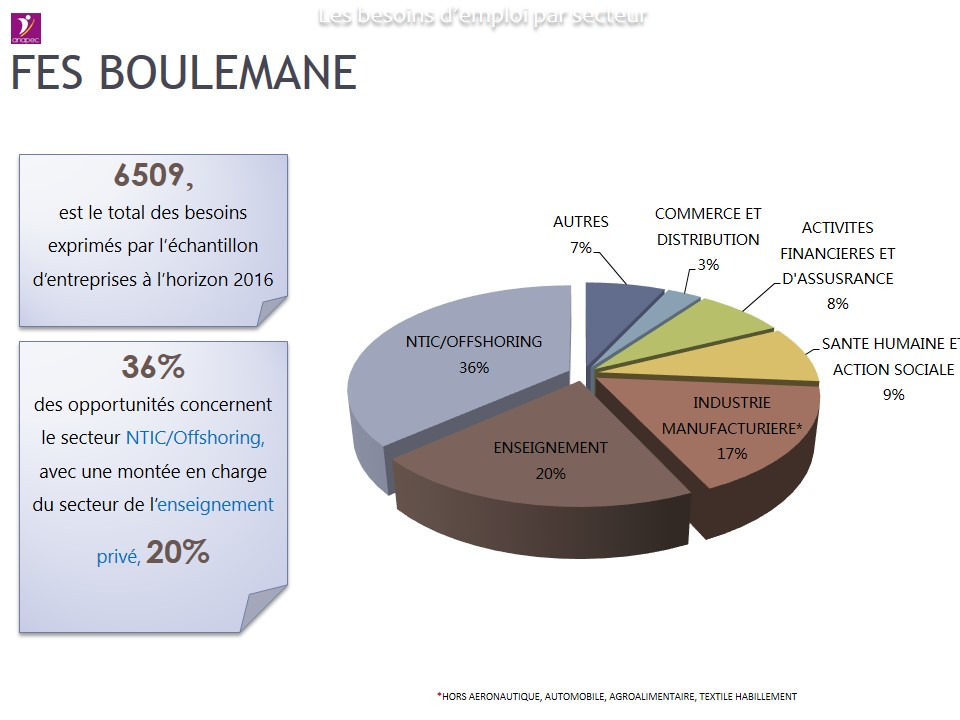 Les besoins d'emploi par secteur
anapec
FES BOULEMANE
6509,
est le total des besoins
exprimés par l'échantillon
d'entreprises à l'horizon 2016
36%
des opportunités concernent
le secteur NTIC/Offshoring,
avec une montée en charge
du secteur de l'enseignement
privé, 20%
AUTRES
7%
COMMERCE ET
DISTRIBUTION
3%
ACTIVITES
FINANCIERES ET
D'ASSUSRANCE
8%
SANTE HUMAINE ET
ACTION SOCIALE
9%
INDUSTRIE
MANUFACTURIERE*
17%
ENSEIGNEMENT
20%
NTIC/OFFSHORING
36%
*HORS AERONAUTIQUE, AUTOMOBILE, AGROALIMENTAIRE, TEXTILE HABILLEMENT